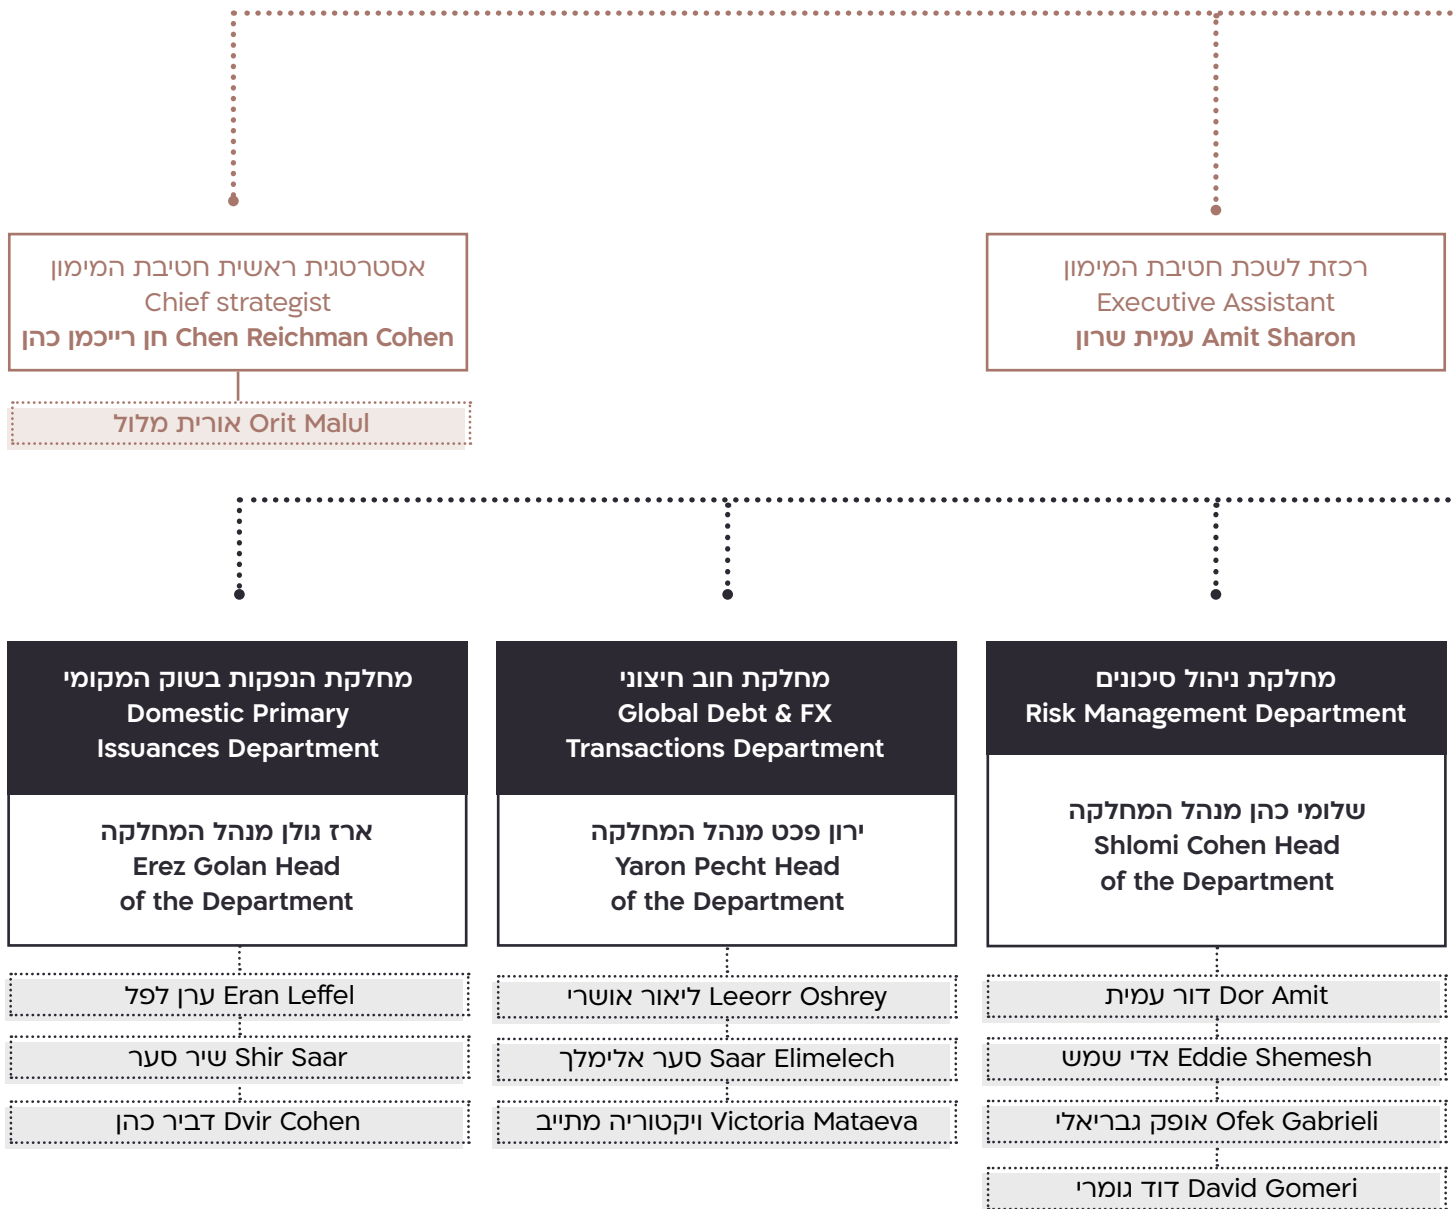 אסטרטגית ראשית חטיבת המימון
Chief strategist
חן רייכמן כהן Chen Reichman Cohen
אורית מלול Orit Malul
רכזת לשכת חטיבת המימון
Executive Assistant
עמית שרון Amit Sharon
מחלקת הנפקות בשוק המקומי
Domestic Primary
Issuances Department
ארז גולן מנהל המחלקה
Erez Golan Head
of the Department
ערן לפל Eran Leffel
שיר סער Shir Saar
דביר כהן Dvir Cohen
מחלקת חוב חיצוני
Global Debt & FX
Transactions Department
ירון פכט מנהל המחלקה
Yaron Pecht Head
of the Department
ליאור אושרי Leeorr Oshrey
סער אלימלך Saar Elimelech
ויקטוריה מתייב Victoria Mataeva
מחלקת ניהול סיכונים
Risk Management Department
שלומי כהן מנהל המחלקה
Shlomi Cohen Head
of the Department
דור עמית Dor Amit
אדי שמש Eddie Shemesh
אופק גבריאלי Ofek Gabrieli
דוד גומרי David Gomeri